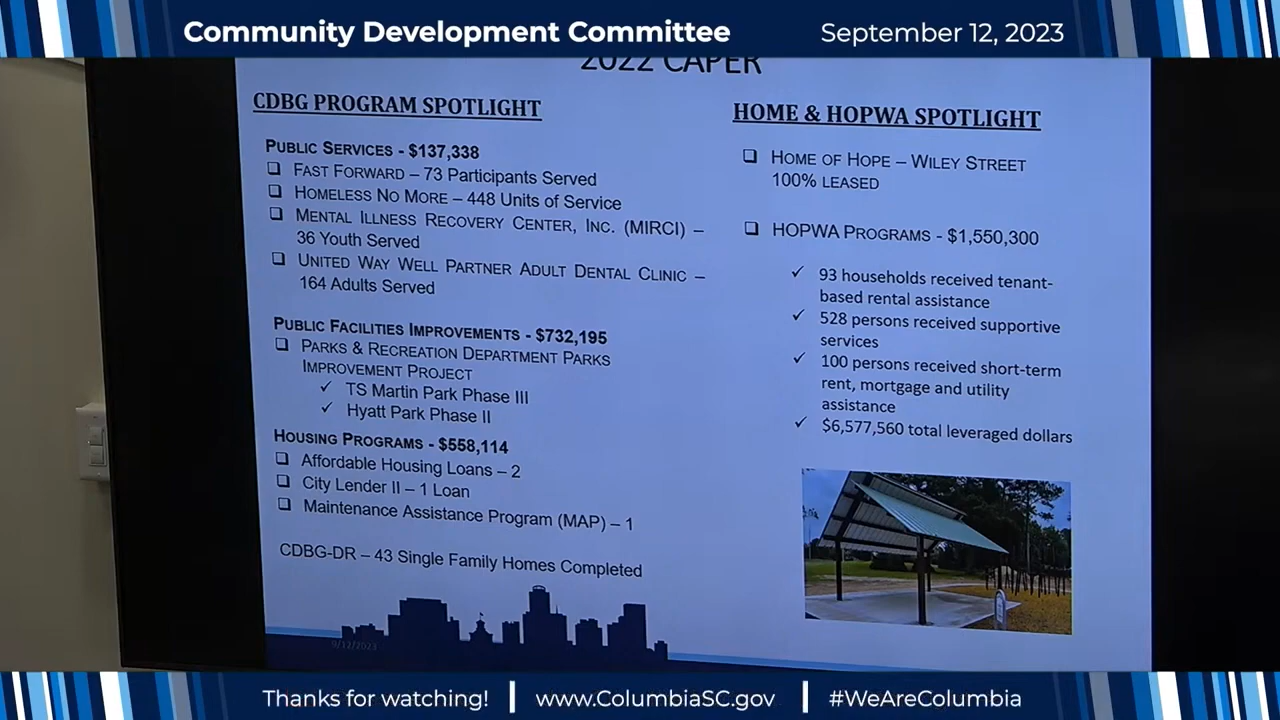 Community Development Committee
September 12, 2023
2022 CAPER
CDBG PROGRAM SPOTLIGHT
PUBLIC SERVICES - $137,338
FAST FORWARD – 73 Participants Served
HOMELESS NO MORE – 448 Units of Service
MENTAL ILLNESS RECOVERY CENTER, INC. (MIRCI) –
36 Youth Served
UNITED WAY WELL PARTNER ADULT DENTAL CLINIC –
164 Adults Served
PUBLIC FACILITIES IMPROVEMENTS - $732,195
PARKS & RECREATION DEPARTMENT PARKS
IMPROVEMENT PROJECT
TS Martin Park Phase III
Hyatt Park Phase II
HOUSING PROGRAMS - $558,114
Affordable Housing Loans – 2
City Lender II – 1 Loan
Maintenance Assistance Program (MAP) – 1
CDBG-DR – 43 Single Family Homes Completed
9/12/2023
HOME & HOPWA SPOTLIGHT
HOME OF HOPE – WILEY STREET
100% LEASED
HOPWA PROGRAMS - $1,550,300
93 households received tenant-
based rental assistance
528 persons received supportive
services
100 persons received short-term
rent, mortgage and utility
assistance
$6,577,560 total leveraged dollars
Thanks for watching!
www.ColumbiaSC.gov
#WeAreColumbia